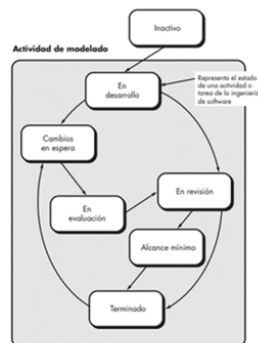 Inactivo
Actividad de modelado
En
desarrollo
Representa el estado
de una actividad o
tarea de la ingeniería
de software
Cambios
en espera
En
evaluación
En revisión
Alcance mínimo
Terminado